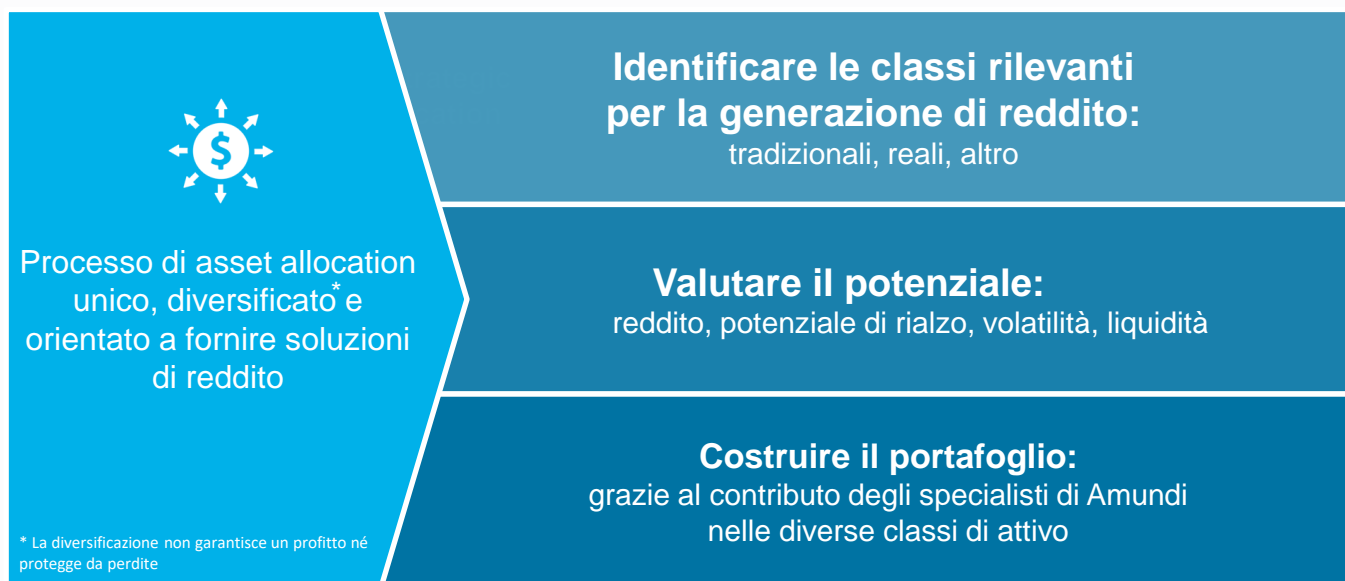 $
Processo di asset allocation
unico, diversificato* e
orientato a fornire soluzioni
di reddito
* La diversificazione non garantisce un profitto né
protegge da perdite
Identificare le classi rilevanti
per la generazione di reddito:
tradizionali, reali, altro
Valutare il potenziale:
reddito, potenziale di rialzo, volatilità, liquidità
Costruire il portafoglio:
grazie al contributo degli specialisti di Amundi
nelle diverse classi di attivo